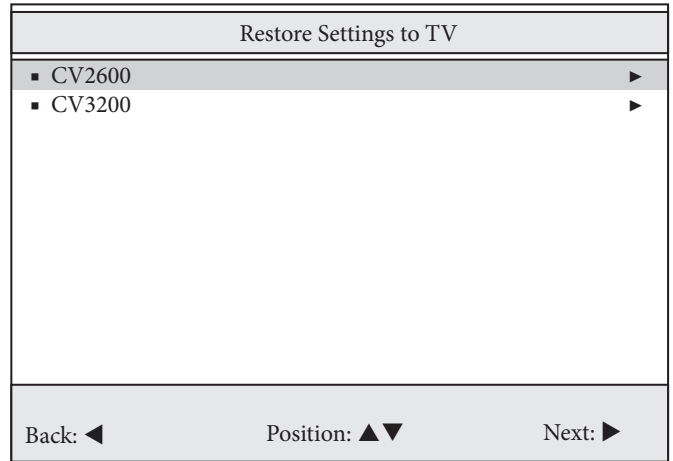 Restore Settings to TV
▪ CV2600 ►
▪ CV3200 ►
Back: ◀ Position: ▲▼ Next: ▶